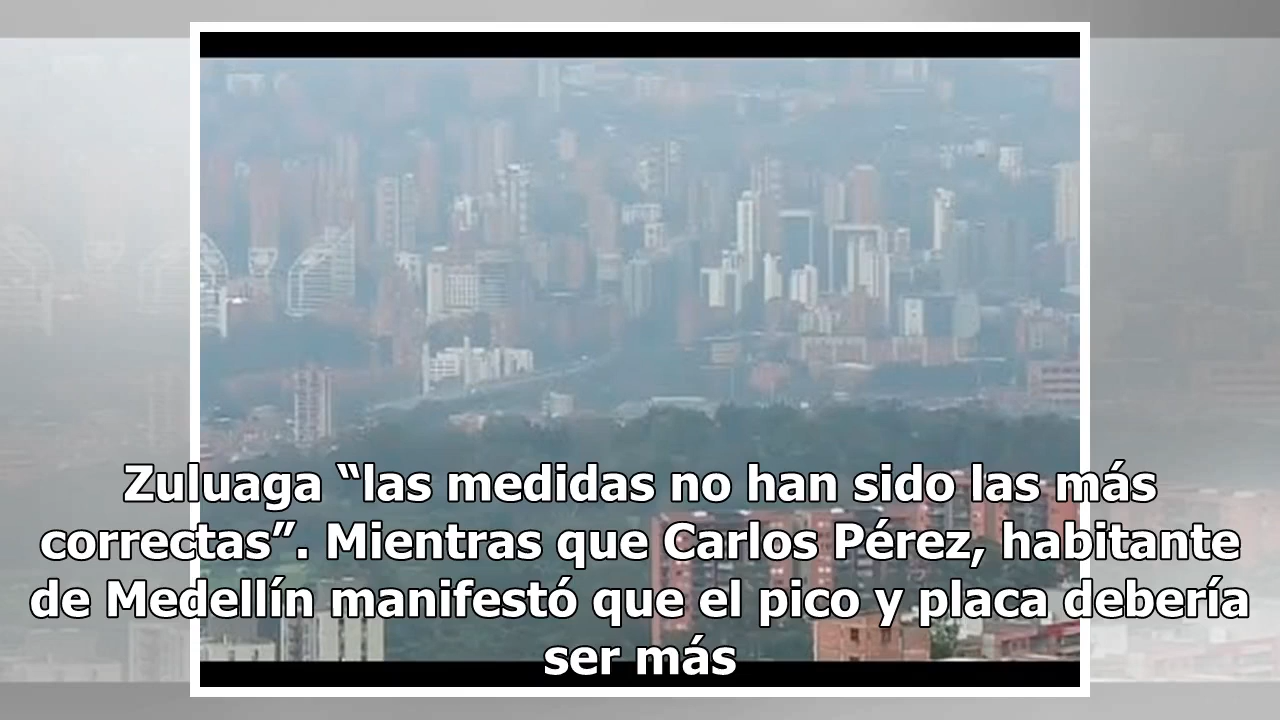 Zuluaga “las medidas no han sido las más
correctas”. Mientras que Carlos Pérez, habitante
de Medellín manifestó que el pico y placa debería
ser más